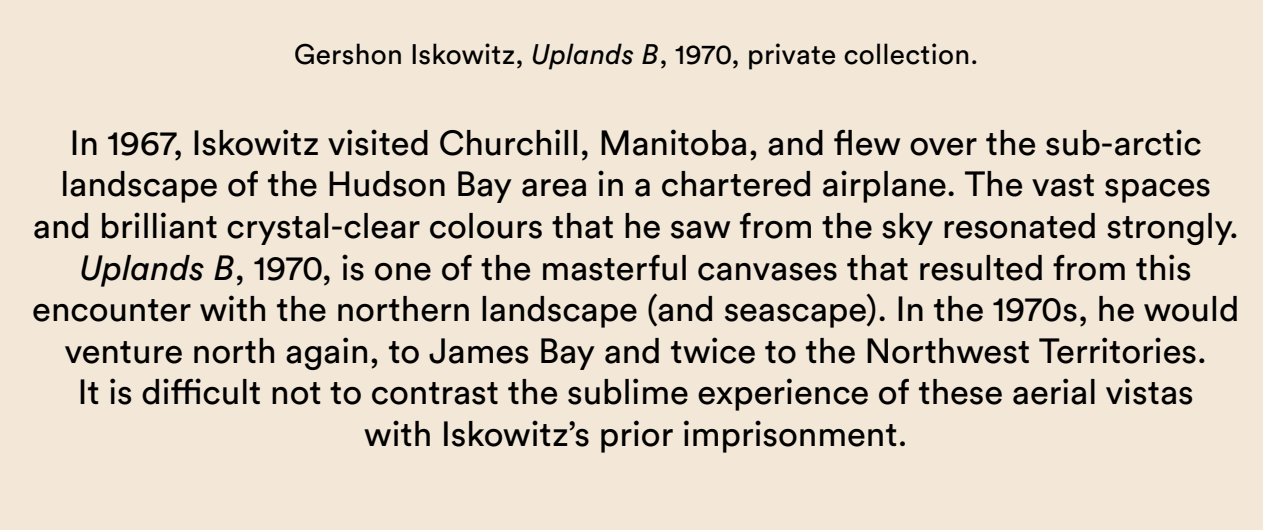 Gershon Iskowitz, Uplands B, 1970, private collection.
In 1967, Iskowitz visited Churchill, Manitoba, and flew over the sub-arctic
landscape of the Hudson Bay area in a chartered airplane. The vast spaces
and brilliant crystal-clear colours that he saw from the sky resonated strongly.
Uplands B, 1970, is one of the masterful canvases that resulted from this
encounter with the northern landscape (and seascape). In the 1970s, he would
venture north again, to James Bay and twice to the Northwest Territories.
It is difficult not to contrast the sublime experience of these aerial vistas
with Iskowitz’s prior imprisonment.